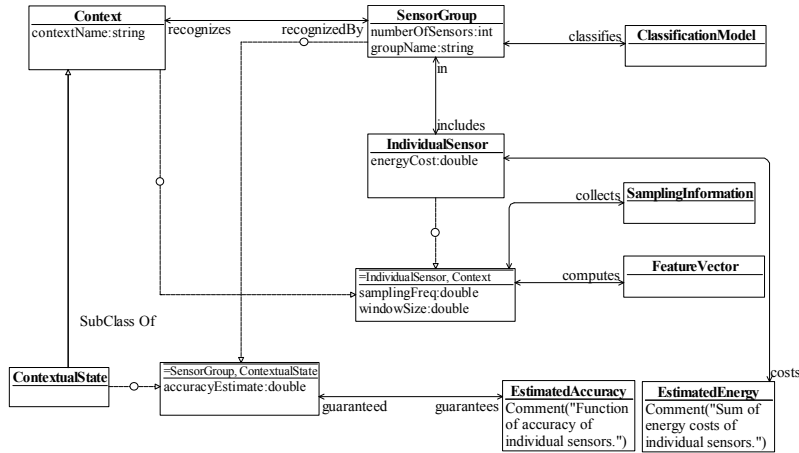 Context
contextName:string
recognizes
recognizedBy
SensorGroup
numberOfSensors:int
groupName:string
classifies
ClassificationModel
in
includes
IndividualSensor
energyCost:double
collects
SamplingInformation
=IndividualSensor, Context
samplingFreq:double
windowSize:double
computes
FeatureVector
SubClass Of
ContextualState
=SensorGroup, ContextualState
accuracyEstimate:double
guaranteed
guarantees
EstimatedAccuracy
Comment("Function
of accuracy of
individual sensors.")
costs
EstimatedEnergy
Comment("Sum of
energy costs of
individual sensors.")